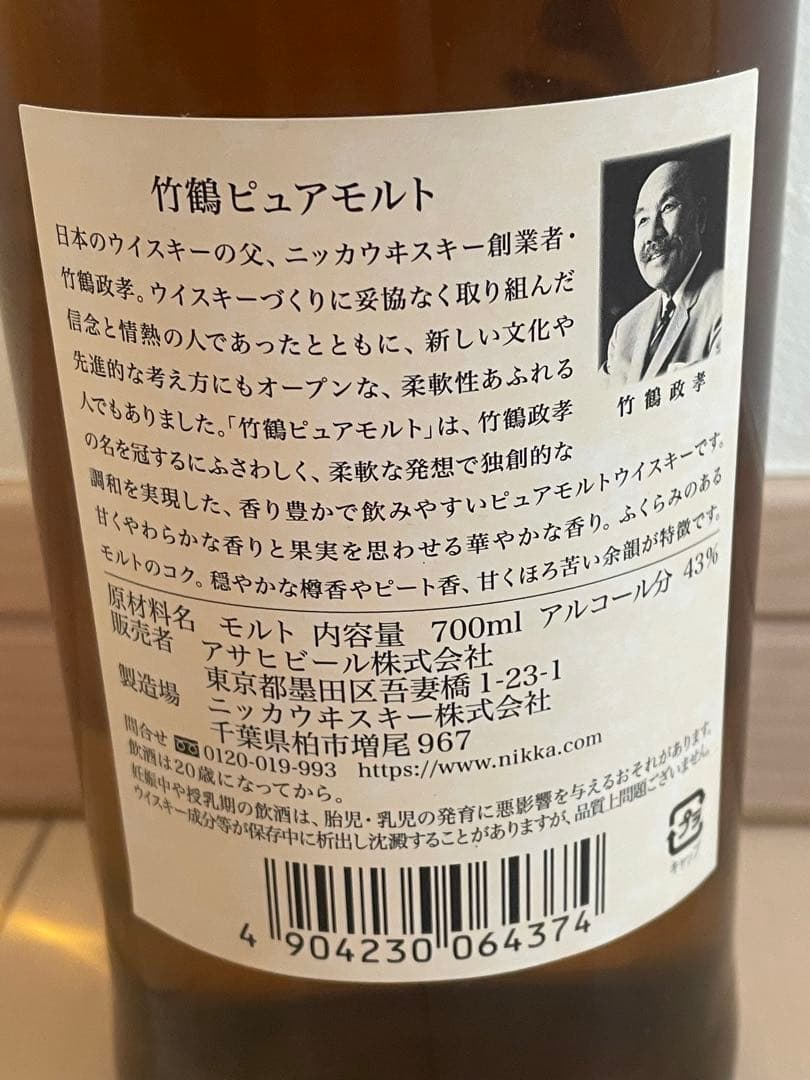 竹鶴ピュアモルト
日本のウイスキーの父、ニッカウヰスキー創業者・
竹鶴政孝。ウイスキーづくりに妥協なく取り組んだ
信念と情熱の人であったとともに、新しい文化や
先進的な考え方にもオープンな、柔軟性あふれる
人でもありました。「竹鶴ピュアモルト」は、竹鶴政孝
の名を冠するにふさわしく、柔軟な発想で独創的な
調和を実現した、香り豊かで飲みやすいピュアモルトウイスキーです。
甘くやわらかな香りと果実を思わせる華やかな香り。ふくらみのある
モルトのコク。穏やかな樽香やピート香、甘くほろ苦い余韻が特徴です。
竹鶴政孝
原材料名 モルト 内容量 700ml アルコール分 43%
販売者 アサヒビール株式会社
東京都墨田区吾妻橋1-23-1
製造場 ニッカウヰスキー株式会社
千葉県柏市増尾967
問合せ 0120-019-993 https://www.nikka.com
飲酒は20歳になってから。
妊娠中や授乳期の飲酒は、胎児・乳児の発育に悪影響を与えるおそれがあります。
ウイスキー成分等が保存中に析出し沈澱することがありますが、品質上問題ございません。
プラ
キャップ
4 904230 064374